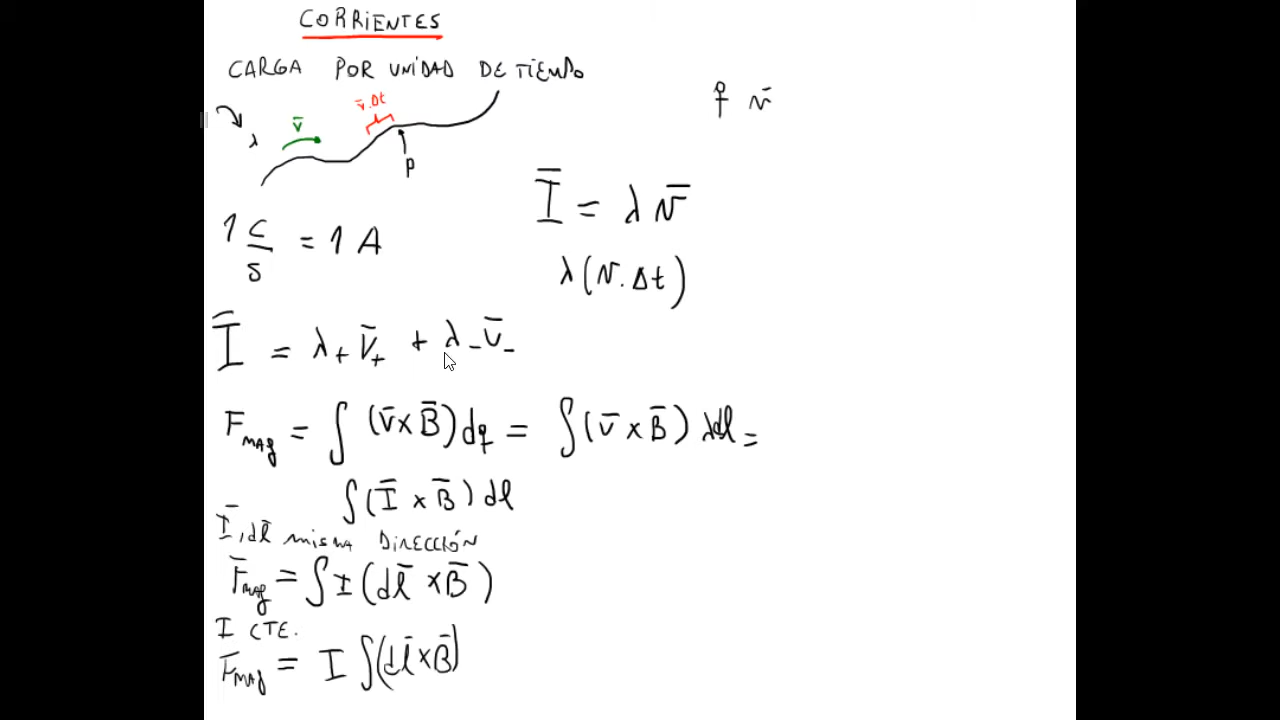 CORRIENTES
CARGA POR UNIDAD DE TIEMPO
λ v̄ v̄.Δt P
q v̄
1 C/s = 1 A
Ī = λ v̄
λ(v.Δt)
Ī = λ₊ v̄₊ + λ₋ v̄₋
F_MAG = ∫ (v̄ × B̄) dq = ∫ (v̄ × B̄) λdl =
∫ (Ī × B̄) dl
Ī, dl̄ misma DIRECCIÓN
F̄_MAG = ∫ I (dl̄ × B̄)
I CTE.
F̄_MAG = I ∫ (dl̄ × B̄)